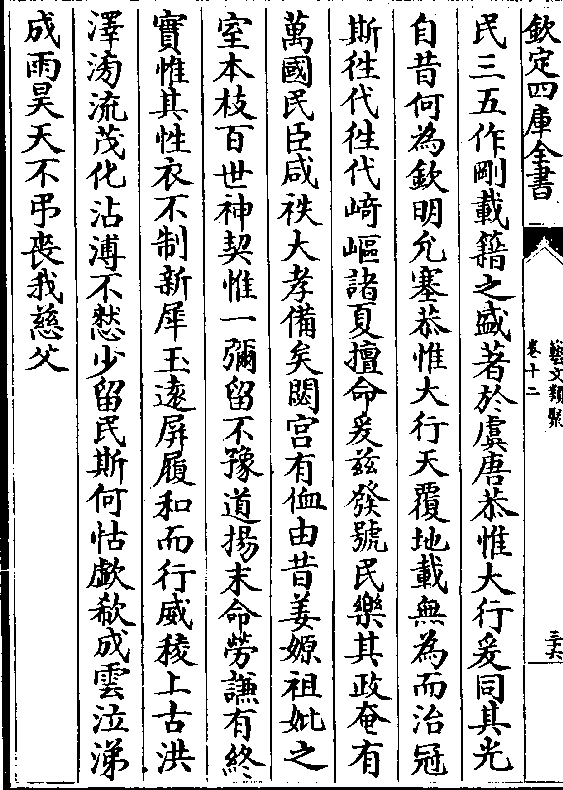 欽定四庫全書
藝文類聚
卷十二
三六
民三五作剛載籍之盛著於虞唐恭惟大行爰同其光
自昔何為欽明允塞恭惟大行天覆地載無為而治冠
斯徃代徃代崎嶇諸夏擅命爰兹發號民樂其政奄有
萬國民臣咸袟大孝備矣閟宫有侐由昔姜嫄祖妣之
室本枝百世神契惟一彌留不豫道揚末命勞謙有終
實惟其性衣不制新犀玉遠屏履和而行威稜上古洪
澤滂流茂化沾溥不憖少留民斯何怙歔欷成雲泣涕
成雨昊天不弔喪我慈父